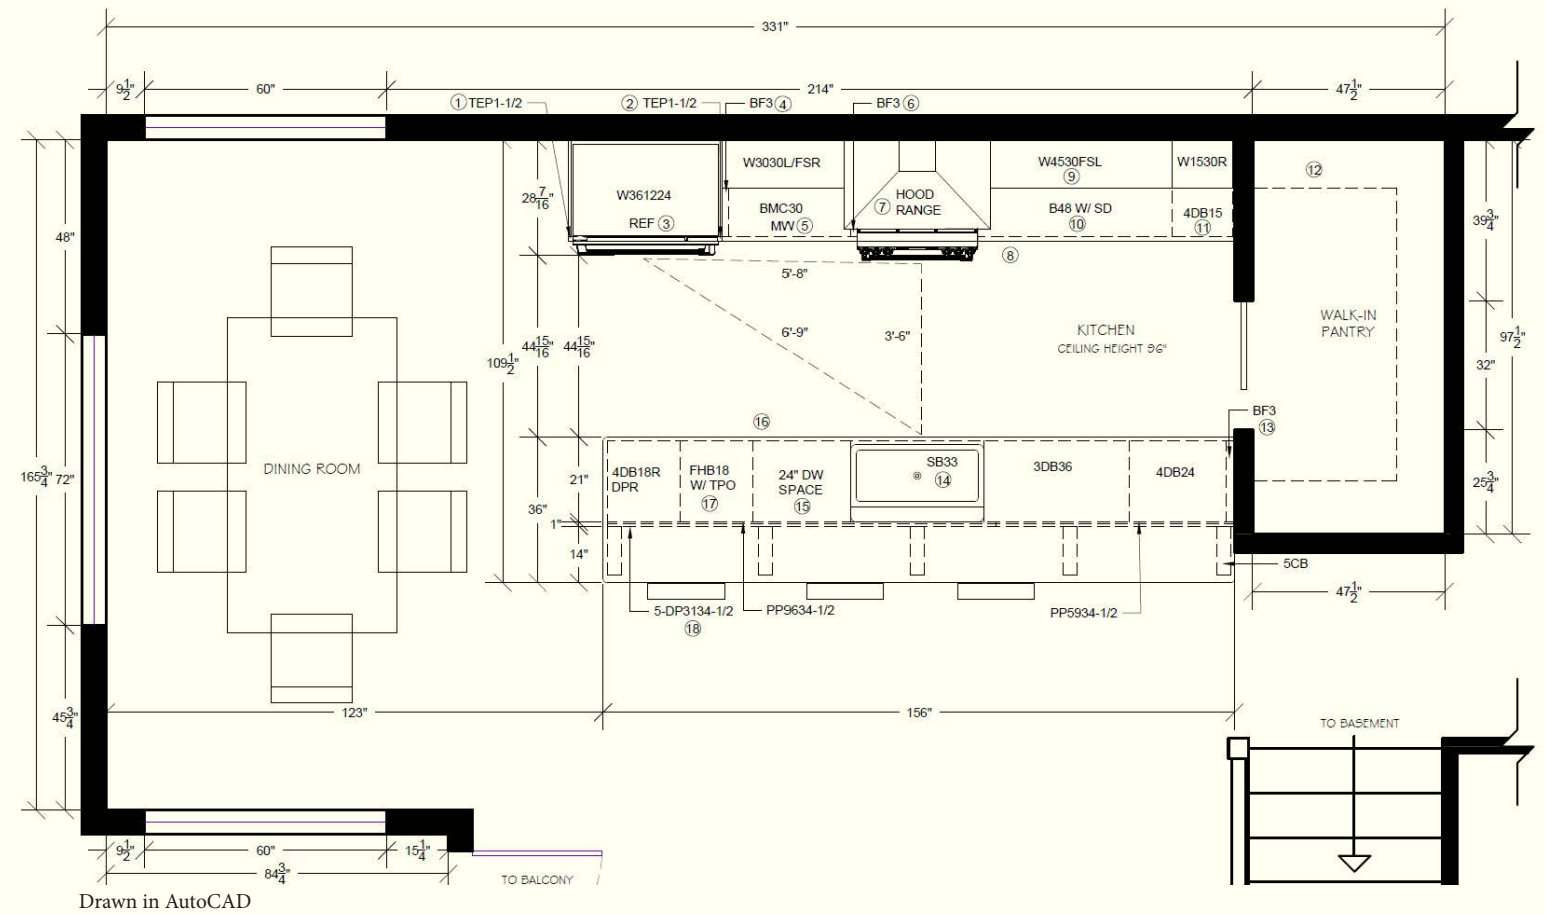 331"
9 1/2"
60"
214"
47 1/2"
① TEP1-1/2
② TEP1-1/2
BF3 ④
BF3 ⑥
W3030L/FSR
W4530FSL
⑨
W1530R
⑫
W361224
REF ③
BMC30
MW ⑤
⑦ HOOD
RANGE
B48 W/ SD
⑩
4DB15
⑪
⑧
28 7/16"
39 3/4"
48"
5'-8"
6'-9"
3'-6"
KITCHEN
CEILING HEIGHT 96"
WALK-IN
PANTRY
44 15/16"
44 15/16"
109 1/2"
97 1/2"
32"
BF3
⑬
⑯
DINING ROOM
165 3/4"
72"
4DB18R
DPR
FHB18
W/ TPO
⑰
24" DW
SPACE
⑮
SB33
⑭
3DB36
4DB24
25 3/4"
21"
36"
1"
14"
5CB
47 1/2"
5-DP3134-1/2
⑱
PP9634-1/2
PP5934-1/2
45 3/4"
123"
156"
TO BASEMENT
9 1/2"
60"
15 1/4"
84 3/4"
TO BALCONY
Drawn in AutoCAD